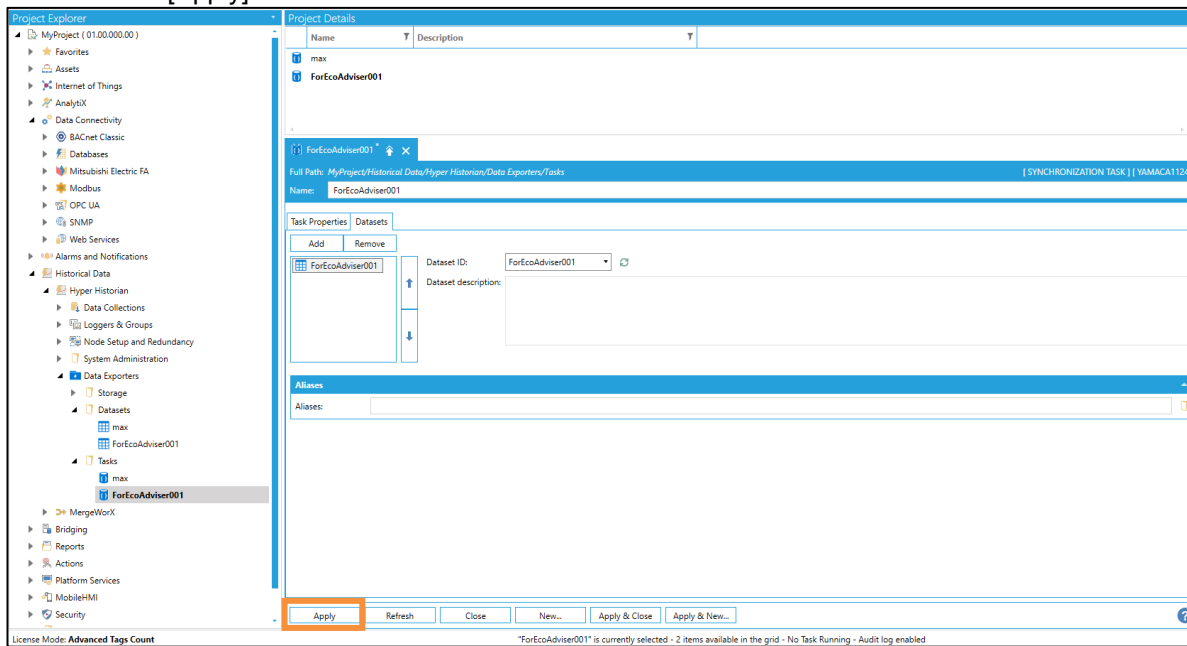 [Apply]
Project Explorer
MyProject ( 01.00.000.00 )
Favorites
Assets
Internet of Things
AnalytiX
Data Connectivity
BACnet Classic
Databases
Mitsubishi Electric FA
Modbus
OPC UA
SNMP
Web Services
Alarms and Notifications
Historical Data
Hyper Historian
Data Collections
Loggers & Groups
Node Setup and Redundancy
System Administration
Data Exporters
Storage
Datasets
max
ForEcoAdviser001
Tasks
max
ForEcoAdviser001
MergeWorX
Bridging
Reports
Actions
Platform Services
MobileHMI
Security
Project Details
Name Description
max
ForEcoAdviser001
ForEcoAdviser001 *
Full Path: MyProject/Historical Data/Hyper Historian/Data Exporters/Tasks [ SYNCHRONIZATION TASK ] [ YAMACA1124
Name: ForEcoAdviser001
Task Properties Datasets
Add Remove
ForEcoAdviser001
Dataset ID: ForEcoAdviser001
Dataset description:
Aliases
Aliases:
Apply Refresh Close New... Apply & Close Apply & New...
License Mode: Advanced Tags Count "ForEcoAdviser001" is currently selected - 2 items available in the grid - No Task Running - Audit log enabled